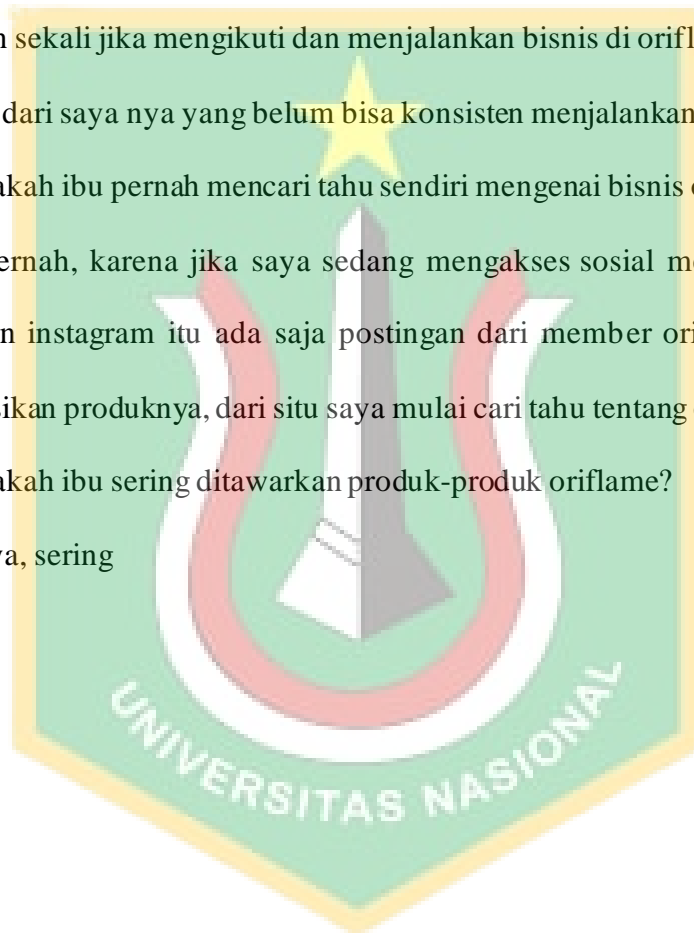 sekali jika mengikuti dan menjalankan bisnis di orifl
dari saya nya yang belum bisa konsisten menjalankan
akah ibu pernah mencari tahu sendiri mengenai bisnis
ernah, karena jika saya sedang mengakses sosial me
n instagram itu ada saja postingan dari member ori
ikan produknya, dari situ saya mulai cari tahu tentang
akah ibu sering ditawarkan produk-produk oriflame?
a, sering
UNIVERSITAS NASIONAL